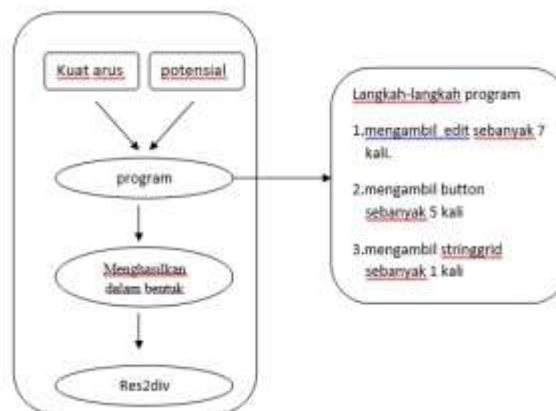 Kuat arus
potensial
program
Menghasilkan
dalam bentuk
Res2div
Langkah-langkah program
1.mengambil edit sebanyak 7
kali.
2.mengambil button
sebanyak 5 kali
3.mengambil stringgrid
sebanyak 1 kali